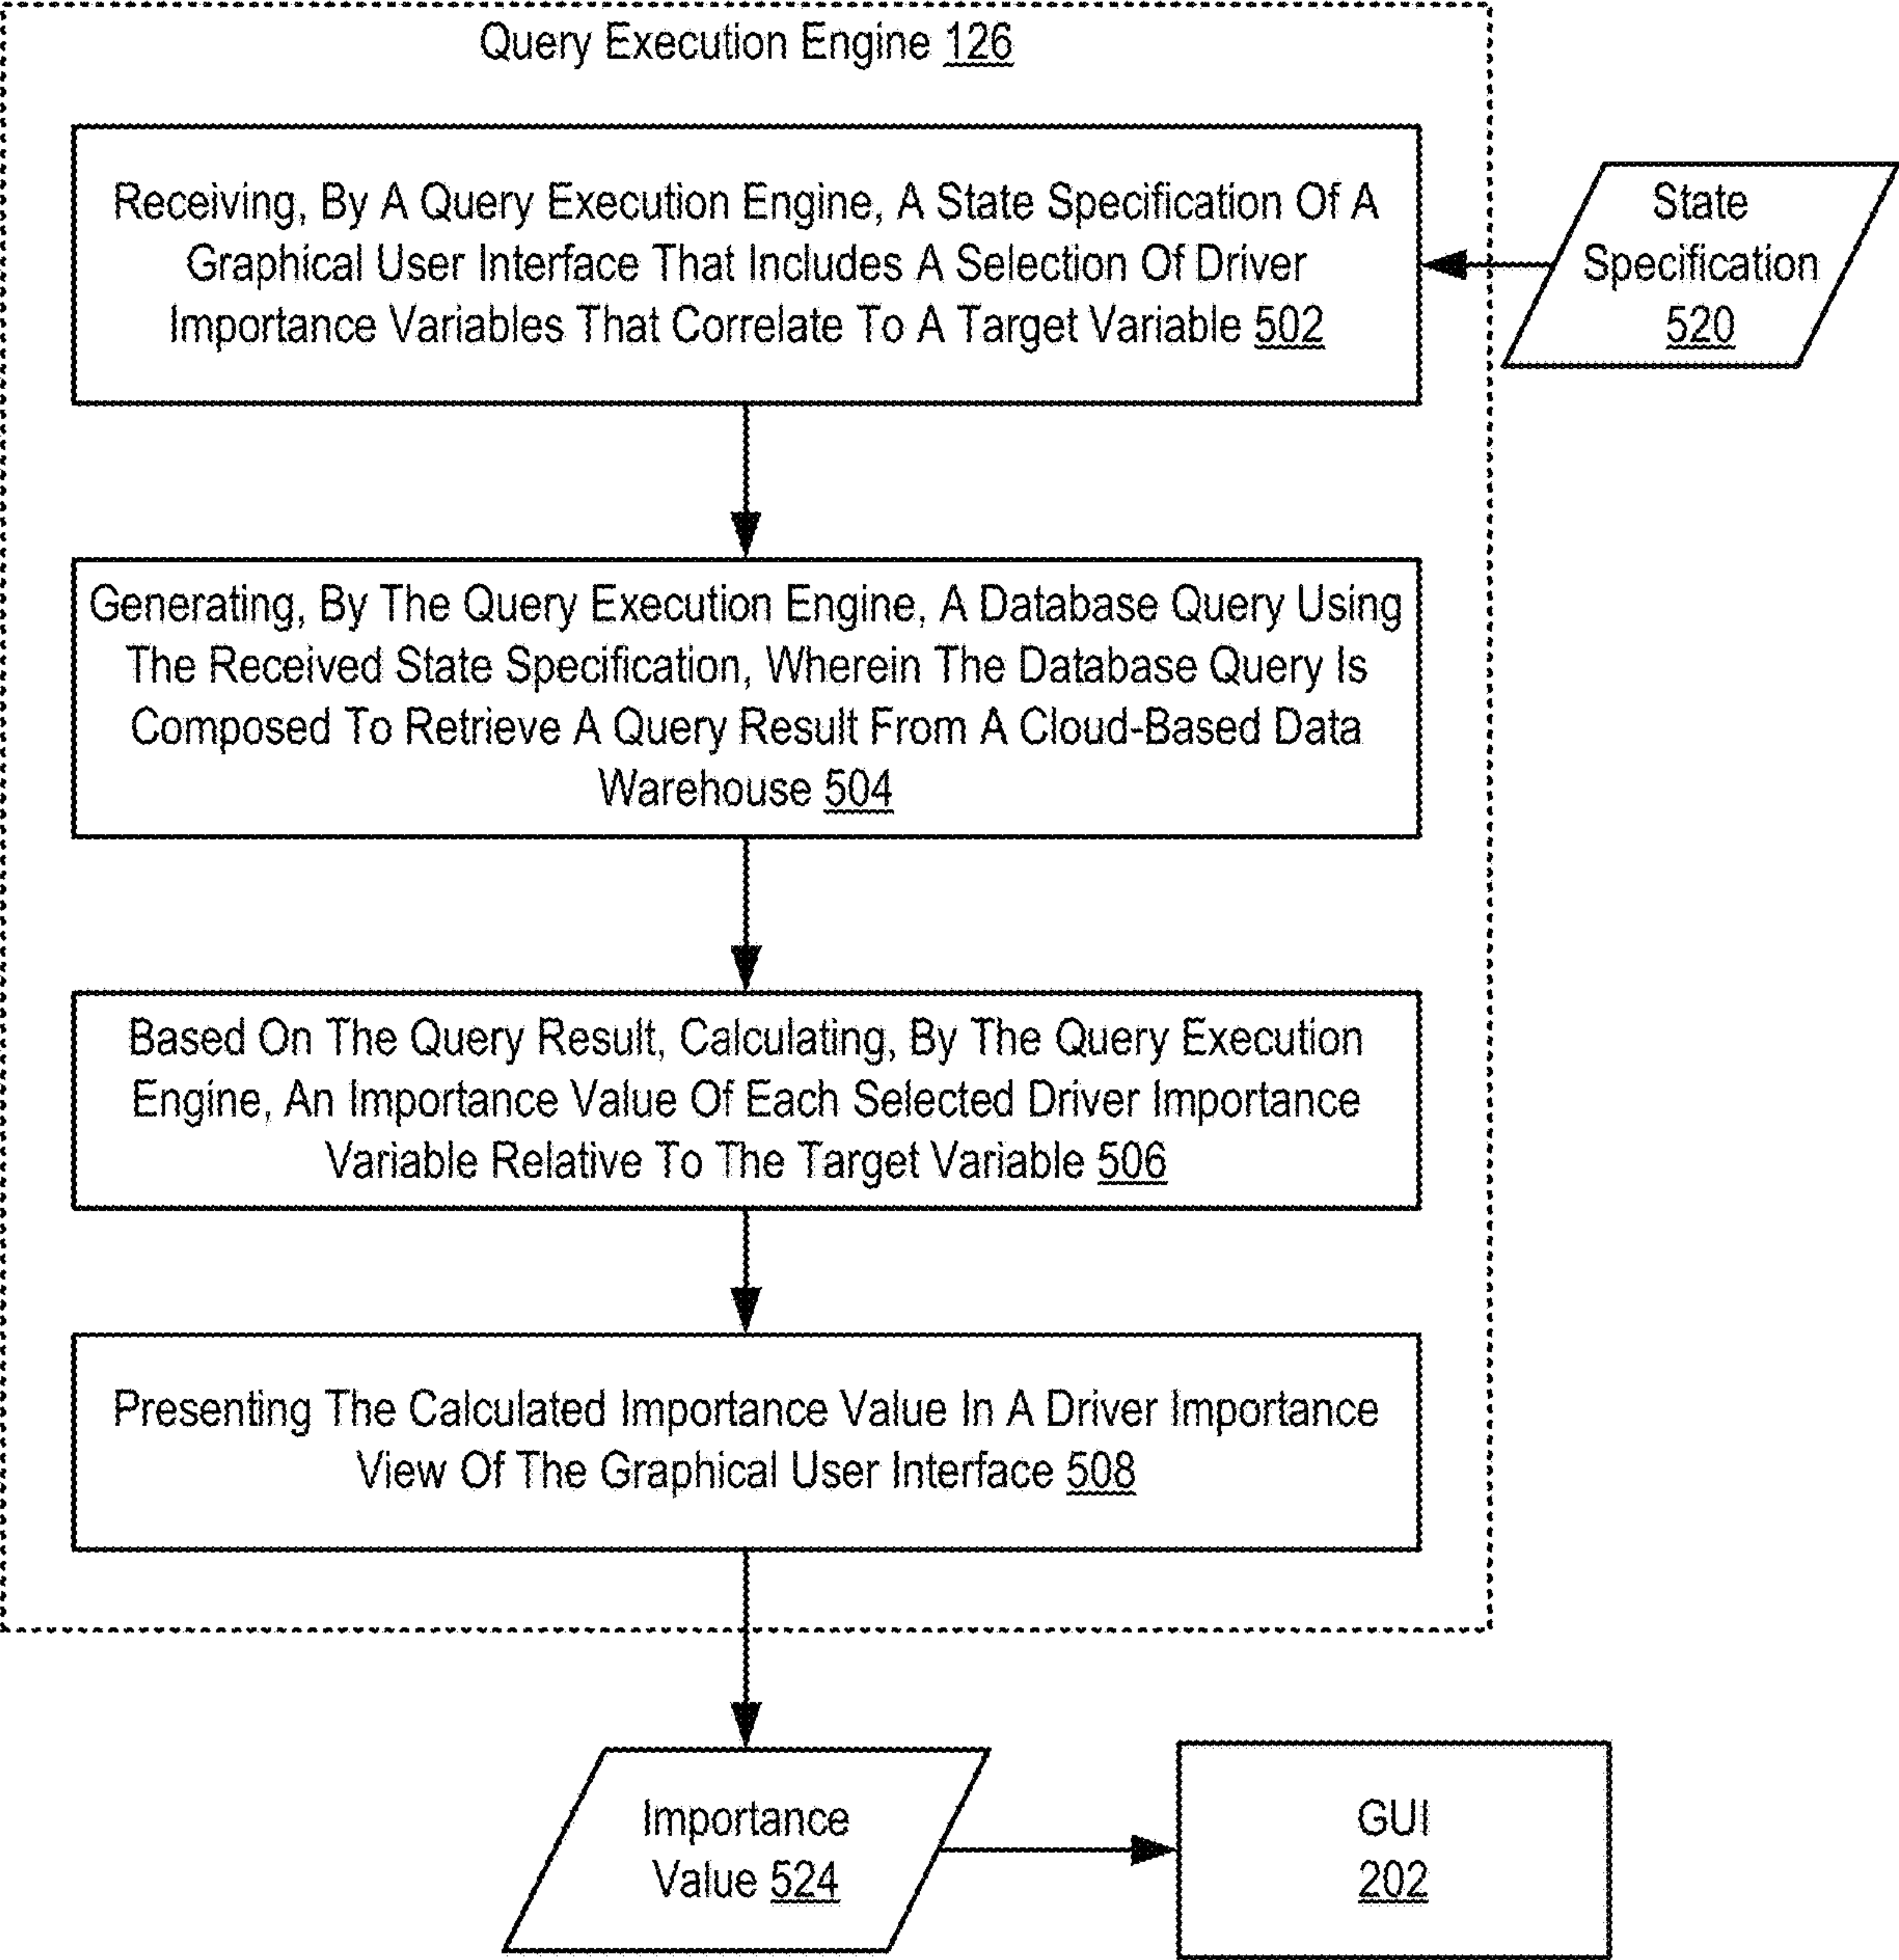 Query Execution Engine 126
Receiving, By A Query Execution Engine, A State Specification Of A
Graphical User Interface That Includes A Selection Of Driver
Importance Variables That Correlate To A Target Variable 502
State
Specification
520
Generating, By The Query Execution Engine, A Database Query Using
The Received State Specification, Wherein The Database Query Is
Composed To Retrieve A Query Result From A Cloud-Based Data
Warehouse 504
Based On The Query Result, Calculating, By The Query Execution
Engine, An Importance Value Of Each Selected Driver Importance
Variable Relative To The Target Variable 506
Presenting The Calculated Importance Value In A Driver Importance
View Of The Graphical User Interface 508
Importance
Value 524
GUI
202